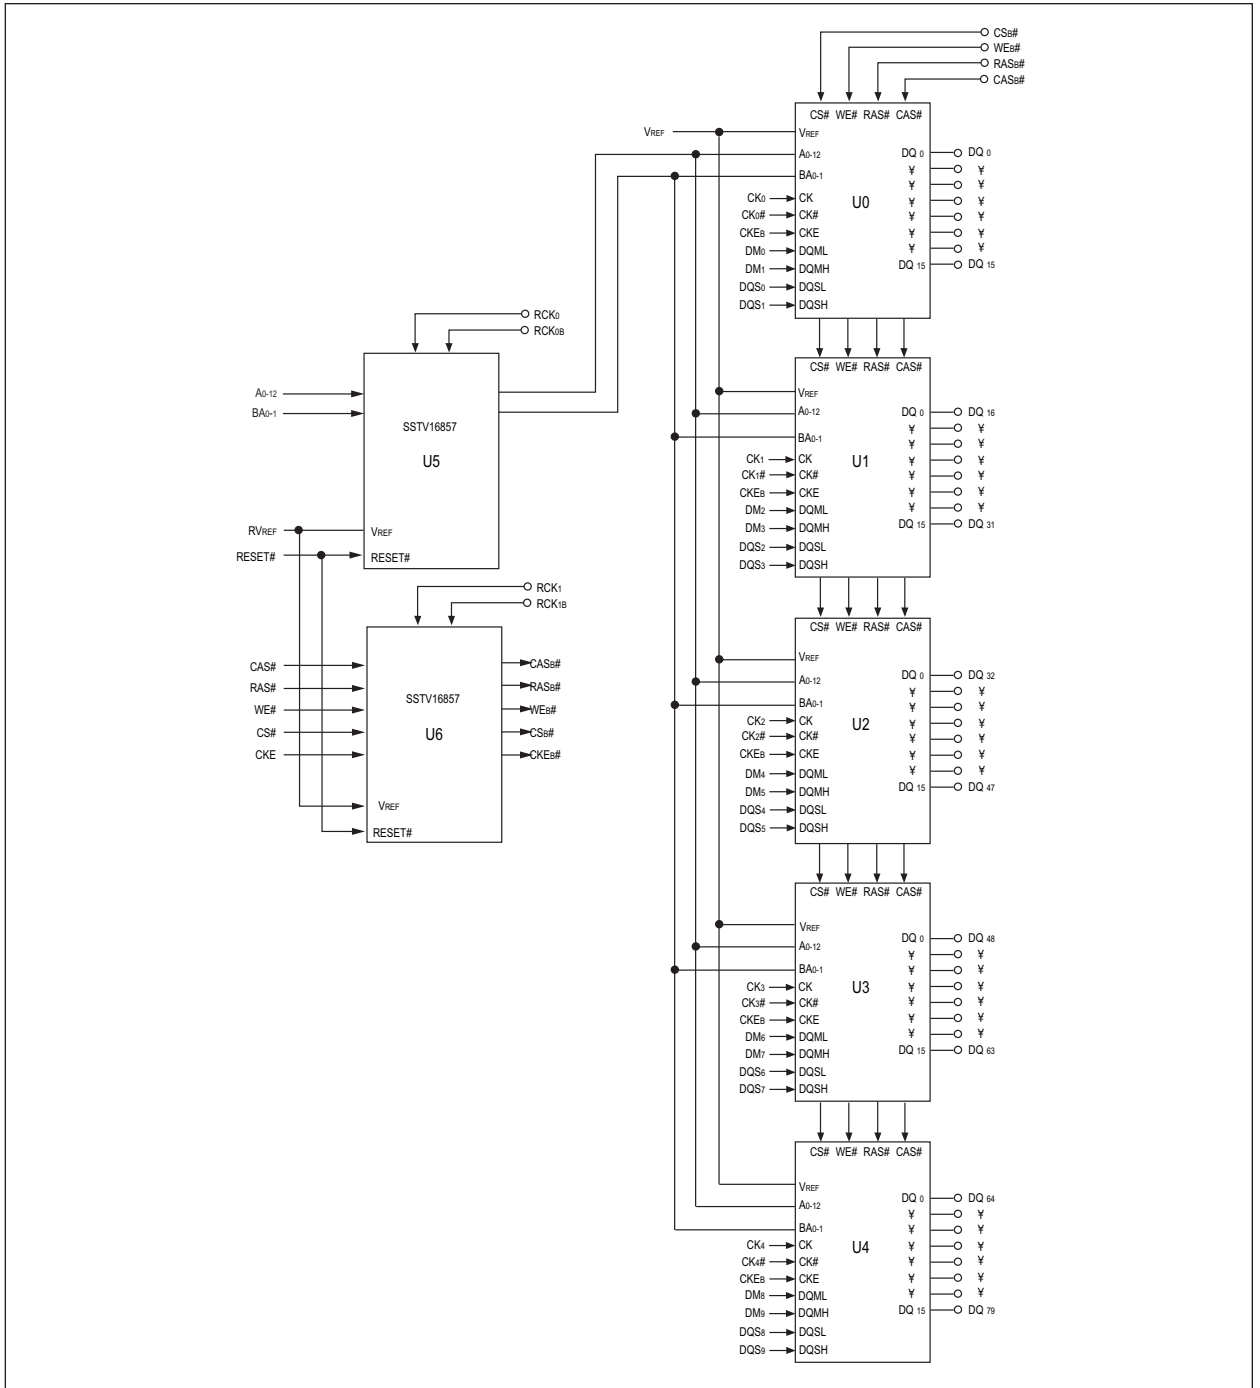 CSB#
WEB#
RASB#
CASB#
CS# WE# RAS# CAS#
VREF
VREF
A0-12
BA0-1
CK0 CK
CK0# CK#
CKEB CKE
DM0 DQML
DM1 DQMH
DQS0 DQSL
DQS1 DQSH
U0
DQ 0 DQ 0
¥ ¥
¥ ¥
¥ ¥
¥ ¥
¥ ¥
¥ ¥
DQ 15 DQ 15
RCK0
RCK0B
A0-12
BA0-1
SSTV16857
U5
RVREF VREF
RESET# RESET#
CS# WE# RAS# CAS#
VREF
A0-12
BA0-1
CK1 CK
CK1# CK#
CKEB CKE
DM2 DQML
DM3 DQMH
DQS2 DQSL
DQS3 DQSH
U1
DQ 0 DQ 16
¥ ¥
¥ ¥
¥ ¥
¥ ¥
¥ ¥
¥ ¥
DQ 15 DQ 31
RCK1
RCK1B
CAS# CASB#
RAS# RASB#
WE# WEB#
CS# CSB#
CKE CKEB#
SSTV16857
U6
VREF
RESET#
CS# WE# RAS# CAS#
VREF
A0-12
BA0-1
CK2 CK
CK2# CK#
CKEB CKE
DM4 DQML
DM5 DQMH
DQS4 DQSL
DQS5 DQSH
U2
DQ 0 DQ 32
¥ ¥
¥ ¥
¥ ¥
¥ ¥
¥ ¥
¥ ¥
DQ 15 DQ 47
CS# WE# RAS# CAS#
VREF
A0-12
BA0-1
CK3 CK
CK3# CK#
CKEB CKE
DM6 DQML
DM7 DQMH
DQS6 DQSL
DQS7 DQSH
U3
DQ 0 DQ 48
¥ ¥
¥ ¥
¥ ¥
¥ ¥
¥ ¥
¥ ¥
DQ 15 DQ 63
CS# WE# RAS# CAS#
VREF
A0-12
BA0-1
CK4 CK
CK4# CK#
CKEB CKE
DM8 DQML
DM9 DQMH
DQS8 DQSL
DQS9 DQSH
U4
DQ 0 DQ 64
¥ ¥
¥ ¥
¥ ¥
¥ ¥
¥ ¥
¥ ¥
DQ 15 DQ 79